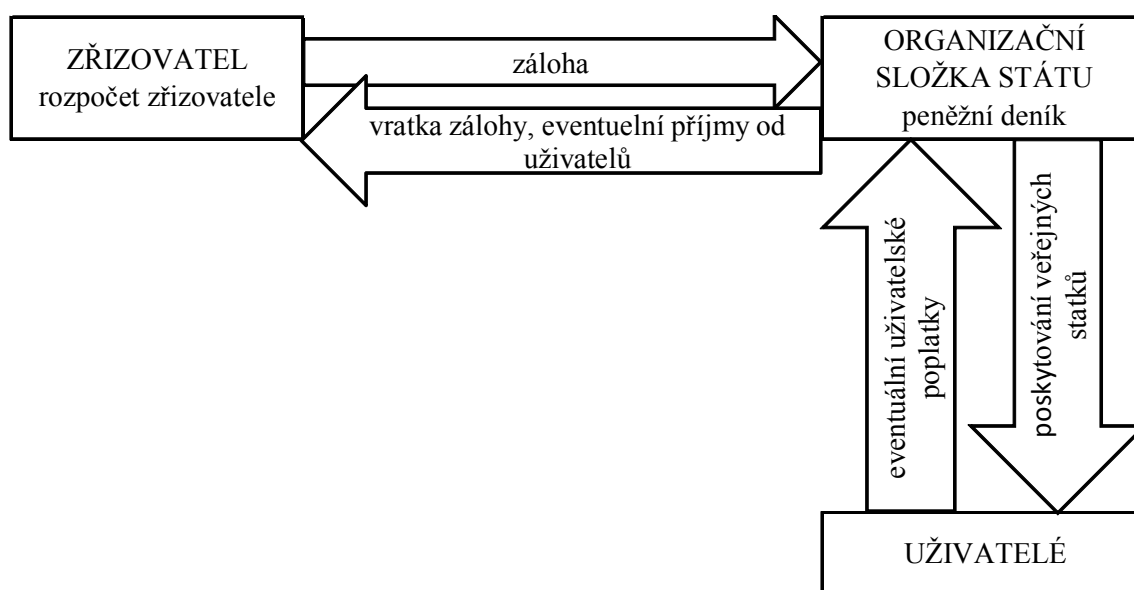 ZŘIZOVATEL
rozpočet zřizovatele
záloha
ORGANIZAČNÍ
SLOŽKA STÁTU
peněžní deník
vratka zálohy, eventuelní příjmy od
uživatelů
eventuální uživatelské
poplatky
poskytování veřejných
statků
UŽIVATELÉ